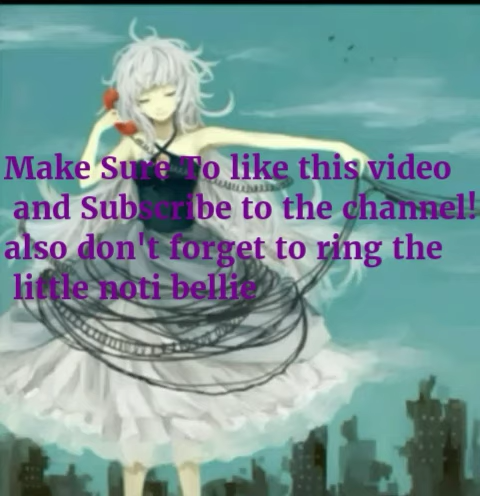 Make Sure To like this video
and Subscribe to the channel!
also don't forget to ring the
little noti bellie